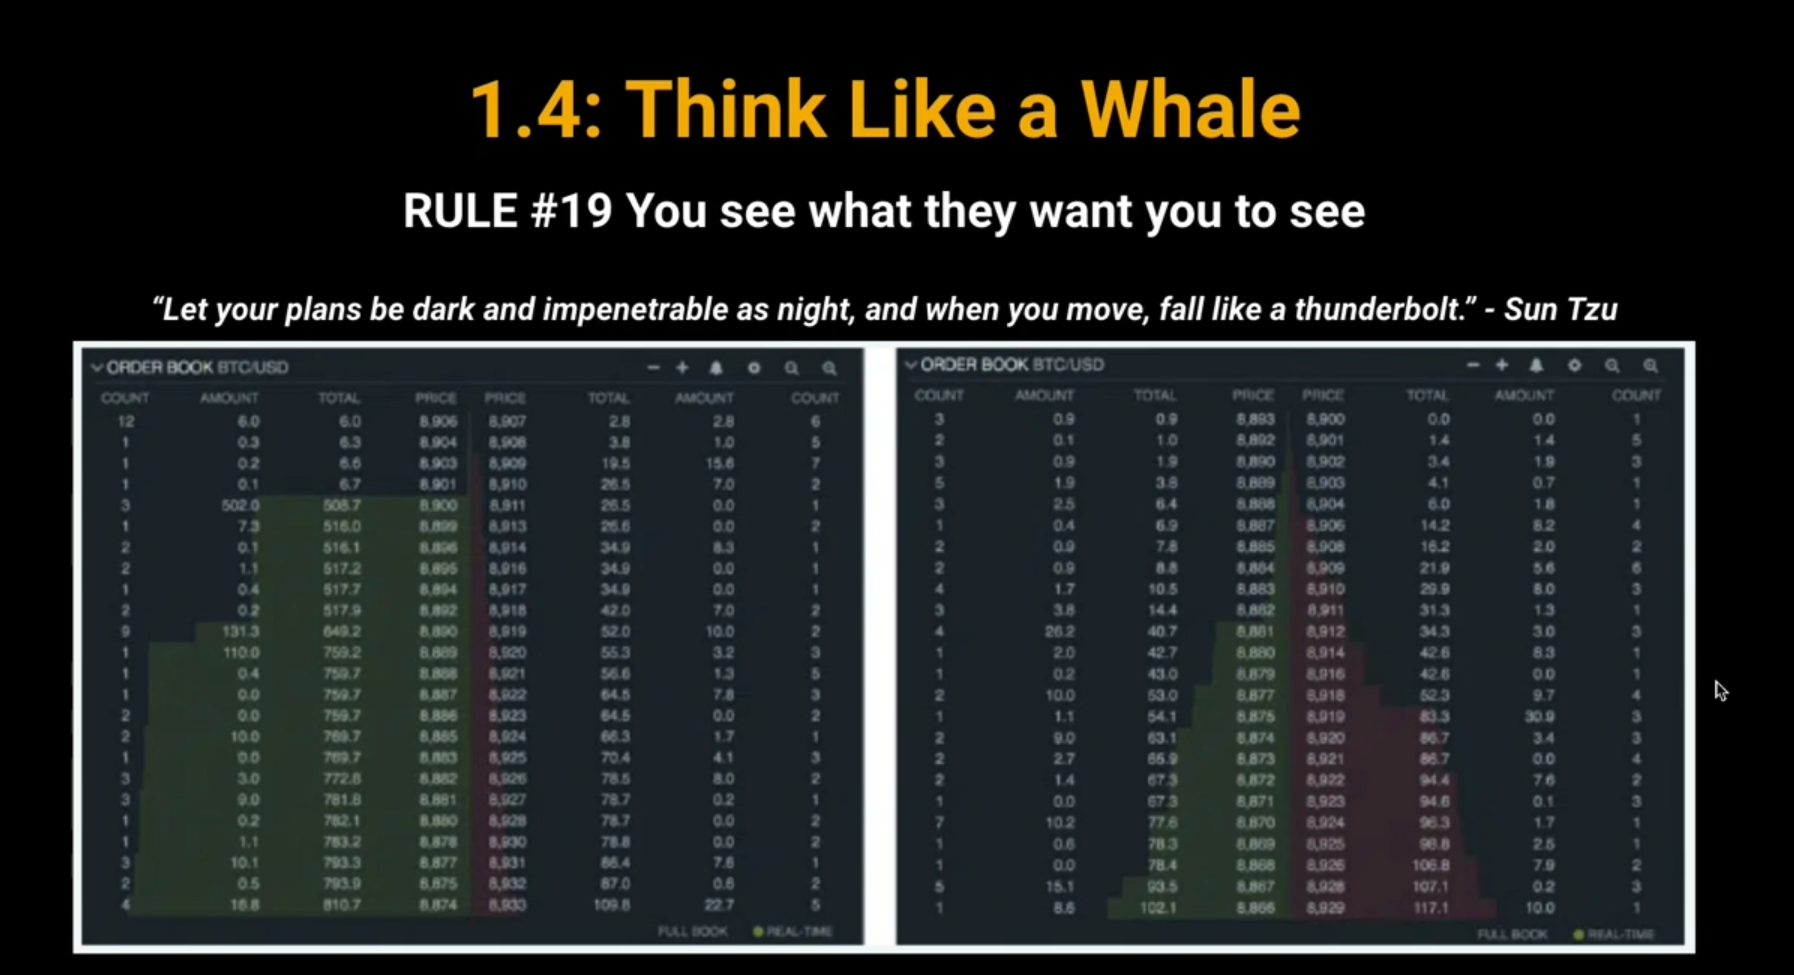 1.4: Think Like a Whale
RULE #19 You see what they want you to see
“Let your plans be dark and impenetrable as night, and when you move, fall like a thunderbolt.” - Sun Tzu
ORDER BOOK BTC/USD
COUNT AMOUNT TOTAL PRICE PRICE TOTAL AMOUNT COUNT
12 6.0 6.0 8,906 8,907 2.8 2.8 6
1 0.3 6.3 8,904 8,908 3.8 1.0 5
1 0.2 6.6 8,903 8,909 19.5 15.6 7
1 0.1 6.7 8,901 8,910 26.5 7.0 2
3 502.0 508.7 8,900 8,911 26.5 0.0 1
1 7.3 516.0 8,899 8,913 26.6 0.0 2
2 0.1 516.1 8,896 8,914 34.9 8.3 1
2 1.1 517.2 8,895 8,916 34.9 0.0 1
1 0.4 517.7 8,894 8,917 34.9 0.0 1
2 0.2 517.9 8,892 8,918 42.0 7.0 2
9 131.3 649.2 8,890 8,919 52.0 10.0 2
1 110.0 759.2 8,889 8,920 55.3 3.2 3
1 0.4 759.7 8,888 8,921 56.6 1.3 5
1 0.0 759.7 8,887 8,922 64.5 7.8 3
2 0.0 759.7 8,886 8,923 64.5 0.0 2
2 10.0 769.7 8,885 8,924 66.3 1.7 1
1 0.0 769.7 8,883 8,925 70.4 4.1 3
3 3.0 772.8 8,882 8,926 78.5 8.0 2
3 9.0 781.8 8,881 8,927 78.7 0.2 1
1 0.2 782.1 8,880 8,928 78.7 0.0 2
1 1.1 783.2 8,878 8,930 78.8 0.0 2
3 10.1 793.3 8,877 8,931 86.4 7.6 1
2 0.5 793.9 8,875 8,932 87.0 0.6 2
4 16.8 810.7 8,874 8,933 109.8 22.7 5
FULL BOOK REAL-TIME
ORDER BOOK BTC/USD
COUNT AMOUNT TOTAL PRICE PRICE TOTAL AMOUNT COUNT
3 0.9 0.9 8,893 8,900 0.0 0.0 1
2 0.1 1.0 8,892 8,901 1.4 1.4 5
3 0.9 1.9 8,890 8,902 3.4 1.9 3
5 1.9 3.8 8,889 8,903 4.1 0.7 1
3 2.5 6.4 8,888 8,904 6.0 1.8 1
1 0.4 6.9 8,887 8,906 14.2 8.2 4
2 0.9 7.8 8,885 8,908 16.2 2.0 2
2 0.9 8.8 8,884 8,909 21.9 5.6 6
4 1.7 10.5 8,883 8,910 29.9 8.0 3
3 3.8 14.4 8,882 8,911 31.3 1.3 1
4 26.2 40.7 8,881 8,912 34.3 3.0 3
1 2.0 42.7 8,880 8,914 42.6 8.3 1
1 0.2 43.0 8,879 8,916 42.6 0.0 1
2 10.0 53.0 8,877 8,918 52.3 9.7 4
1 1.1 54.1 8,875 8,919 83.3 30.9 3
2 9.0 63.1 8,874 8,920 86.7 3.4 3
2 2.7 65.9 8,873 8,921 86.7 0.0 4
2 1.4 67.3 8,872 8,922 94.4 7.6 2
1 0.0 67.3 8,871 8,923 94.6 0.1 3
7 10.2 77.6 8,870 8,924 96.3 1.7 1
1 0.6 78.3 8,869 8,925 98.8 2.5 1
1 0.0 78.4 8,868 8,926 106.8 7.9 2
5 15.1 93.5 8,867 8,928 107.1 0.2 3
1 8.6 102.1 8,866 8,929 117.1 10.0 1
FULL BOOK REAL-TIME